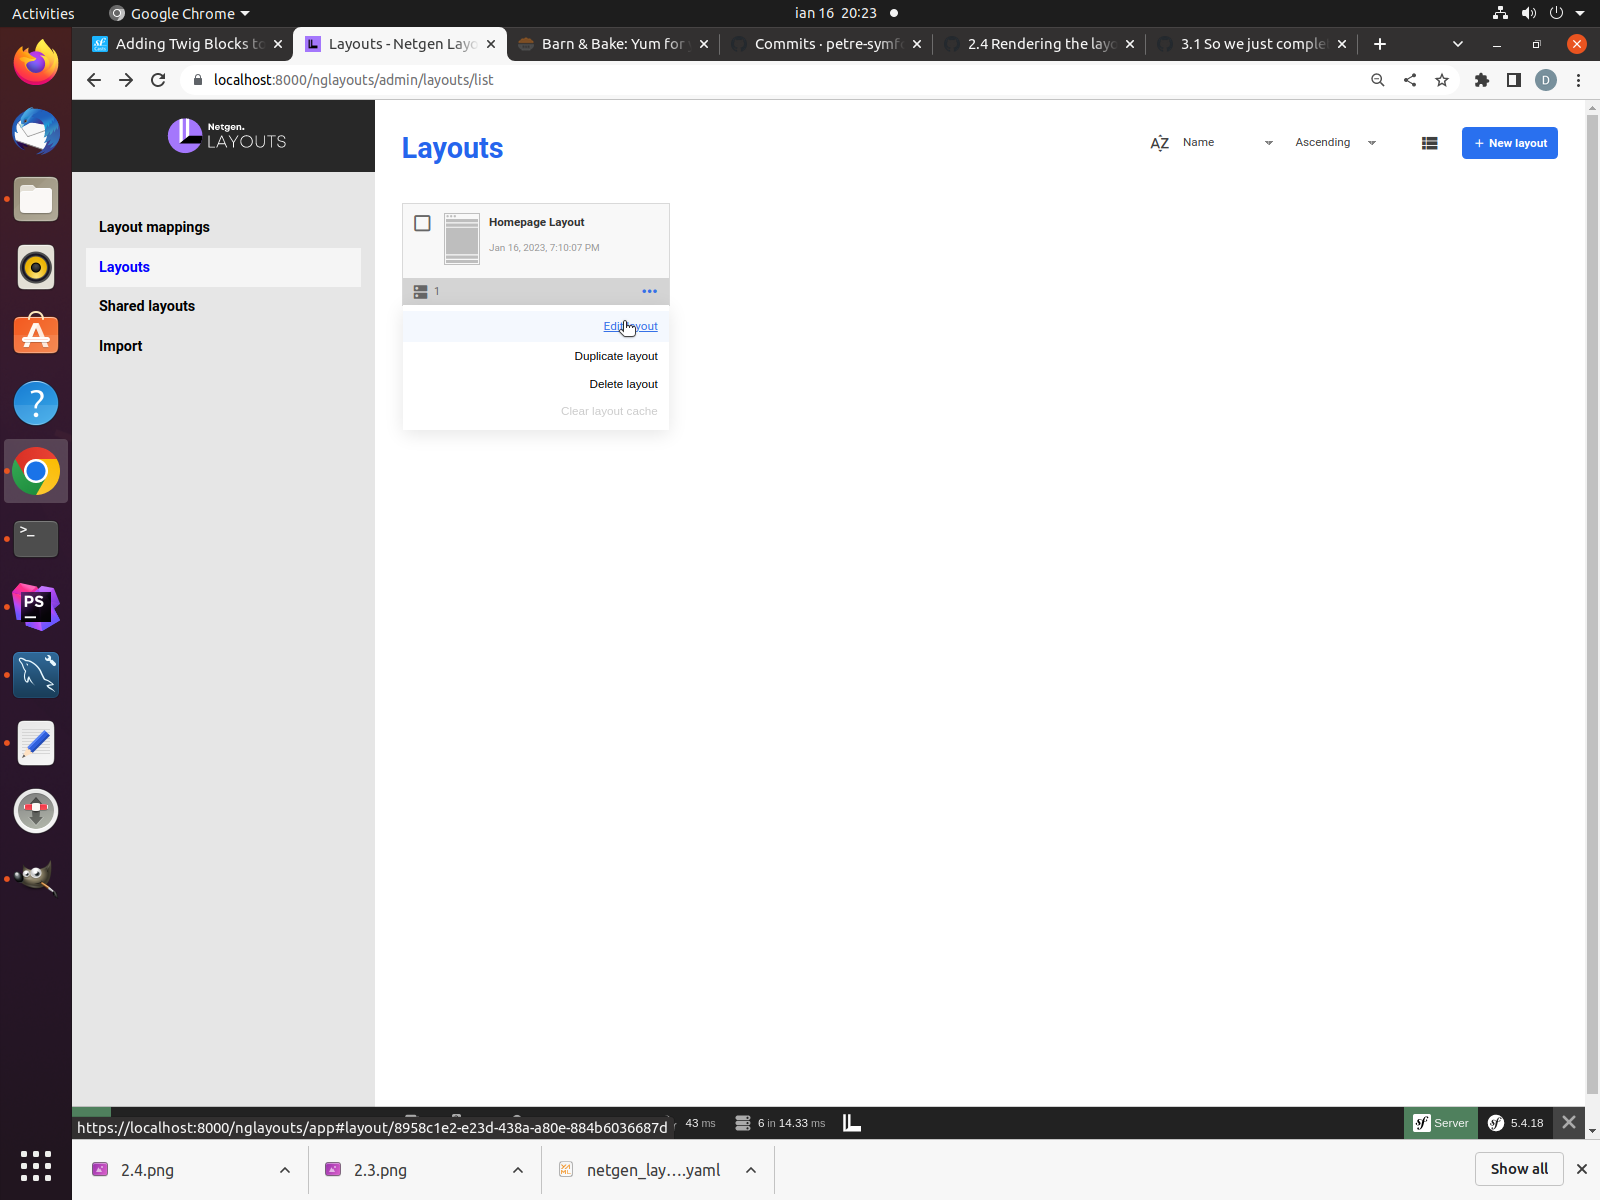 Activities
Google Chrome
ian 16 20:23
Adding Twig Blocks to
Layouts - Netgen Layo
Barn & Bake: Yum for
Commits · petre-symfo
2.4 Rendering the layo
3.1 So we just comple
localhost:8000/nglayouts/admin/layouts/list
D
Netgen.
LAYOUTS
Layout mappings
Layouts
Shared layouts
Import
Layouts
AZ
Name
Ascending
+ New layout
Homepage Layout
Jan 16, 2023, 7:10:07 PM
1
Edit layout
Duplicate layout
Delete layout
Clear layout cache
PS
https://localhost:8000/nglayouts/app#layout/8958c1e2-e23d-438a-a80e-884b6036687d
43 ms
6 in 14.33 ms
Server
5.4.18
2.4.png
2.3.png
netgen_lay....yaml
Show all